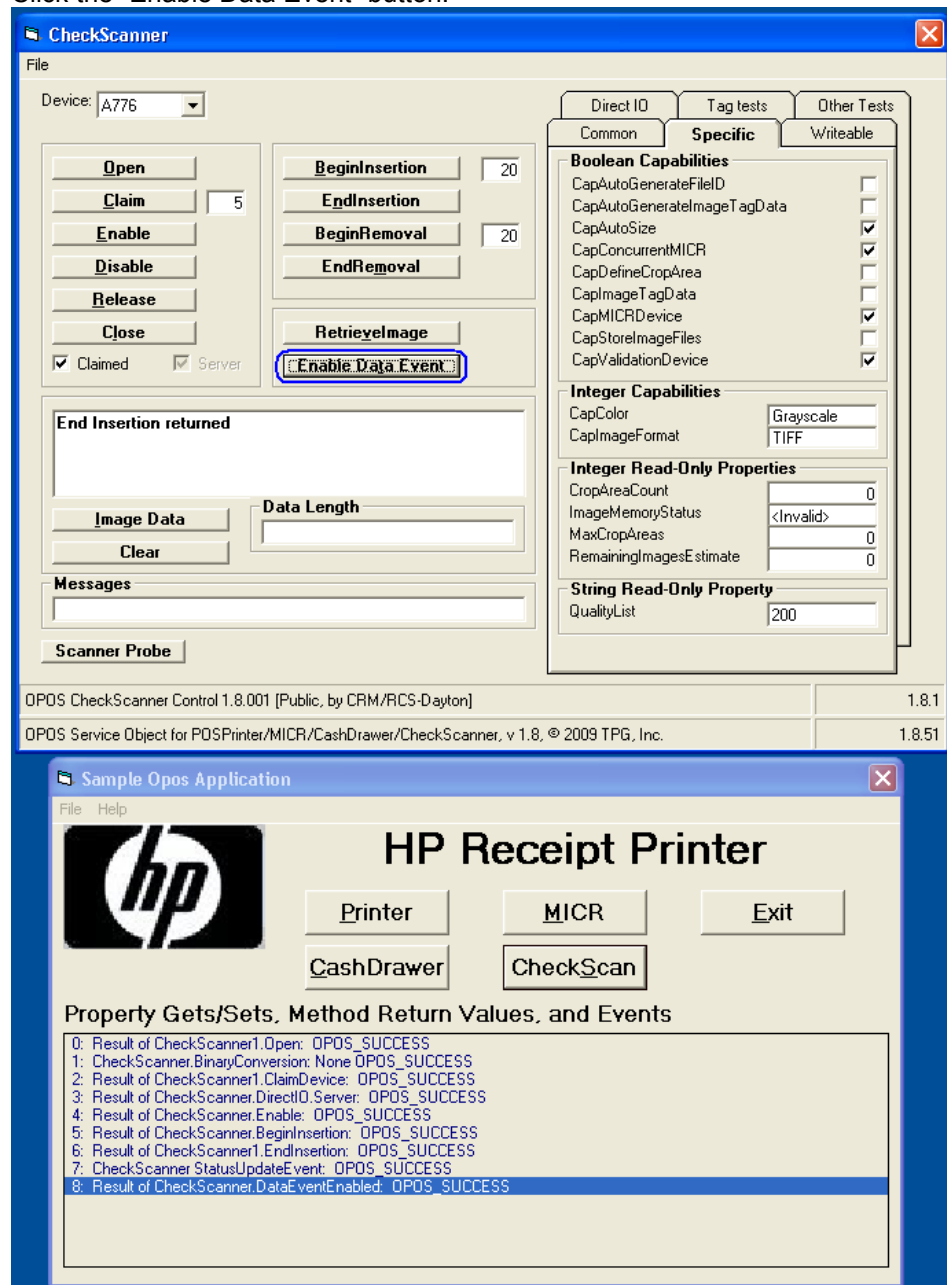 Click the "Enable Data Event" button.
CheckScanner
File
Device: A776
Open
Claim 5
Enable
Disable
Release
Close
Claimed Server
BeginInsertion 20
EndInsertion
BeginRemoval 20
EndRemoval
RetrieveImage
Enable Data Event
End Insertion returned
Image Data
Clear
Data Length
Messages
Scanner Probe
Direct IO Tag tests Other Tests
Common Specific Writeable
Boolean Capabilities
CapAutoGenerateFileID
CapAutoGenerateImageTagData
CapAutoSize
CapConcurrentMICR
CapDefineCropArea
CapImageTagData
CapMICRDevice
CapStoreImageFiles
CapValidationDevice
Integer Capabilities
CapColor Grayscale
CapImageFormat TIFF
Integer Read-Only Properties
CropAreaCount 0
ImageMemoryStatus <Invalid>
MaxCropAreas 0
RemainingImagesEstimate 0
String Read-Only Property
QualityList 200
OPOS CheckScanner Control 1.8.001 [Public, by CRM/RCS-Dayton] 1.8.1
OPOS Service Object for POSPrinter/MICR/CashDrawer/CheckScanner, v 1.8, © 2009 TPG, Inc. 1.8.51
Sample Opos Application
File Help
hp
HP Receipt Printer
Printer MICR Exit
CashDrawer CheckScan
Property Gets/Sets, Method Return Values, and Events
0: Result of CheckScanner1.Open: OPOS_SUCCESS
1: CheckScanner.BinaryConversion: None OPOS_SUCCESS
2: Result of CheckScanner1.ClaimDevice: OPOS_SUCCESS
3: Result of CheckScanner.DirectIO.Server: OPOS_SUCCESS
4: Result of CheckScanner.Enable: OPOS_SUCCESS
5: Result of CheckScanner.BeginInsertion: OPOS_SUCCESS
6: Result of CheckScanner1.EndInsertion: OPOS_SUCCESS
7: CheckScanner StatusUpdateEvent: OPOS_SUCCESS
8: Result of CheckScanner.DataEventEnabled: OPOS_SUCCESS